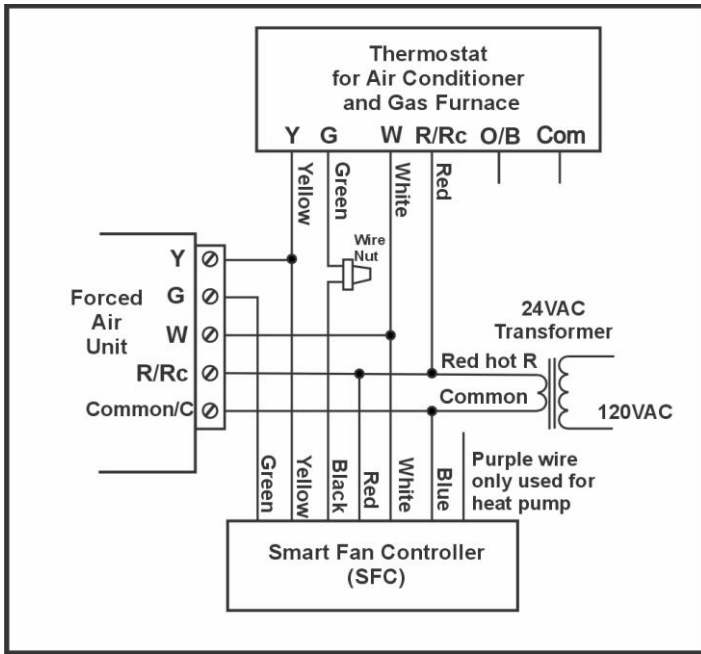 Thermostat
for Air Conditioner
and Gas Furnace
Y G W R/Rc O/B Com
Yellow
Green
White
Red
Wire
Nut
Forced
Air
Unit
Y
G
W
R/Rc
Common/C
24VAC
Transformer
Red hot R
Common
120VAC
Green
Yellow
Black
Red
White
Blue
Purple wire
only used for
heat pump
Smart Fan Controller
(SFC)